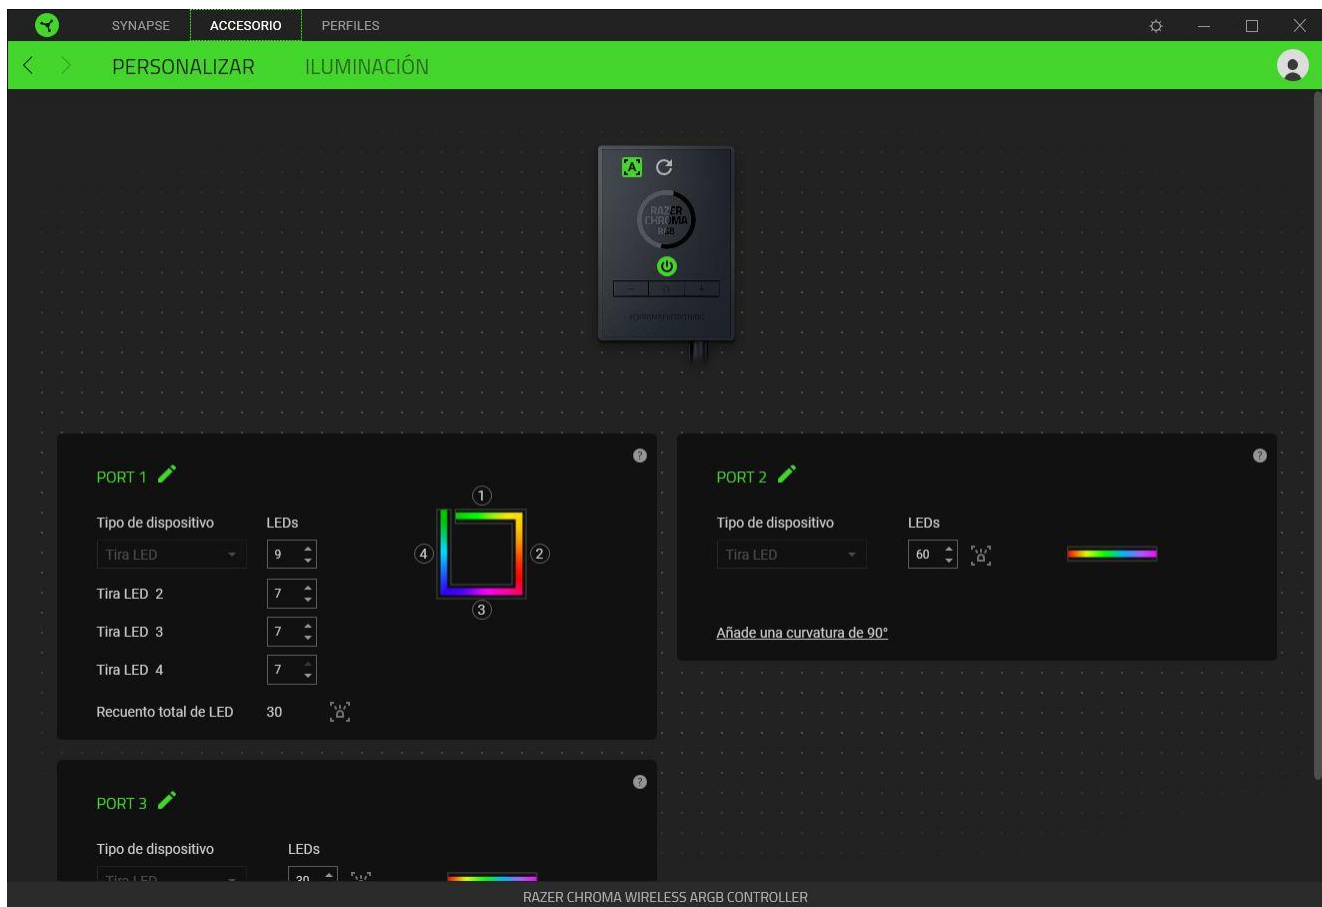 SYNAPSE ACCESORIO PERFILES
PERSONALIZAR ILUMINACIÓN
A
RAZER
CHROMA
RGB
PORT 1
?
Tipo de dispositivo LEDs
Tira LED 9
Tira LED 2 7
Tira LED 3 7
Tira LED 4 7
Recuento total de LED 30
1
4 2
3
PORT 2
?
Tipo de dispositivo LEDs
Tira LED 60
Añade una curvatura de 90°
PORT 3
?
Tipo de dispositivo LEDs
Tira LED 30
RAZER CHROMA WIRELESS ARGB CONTROLLER